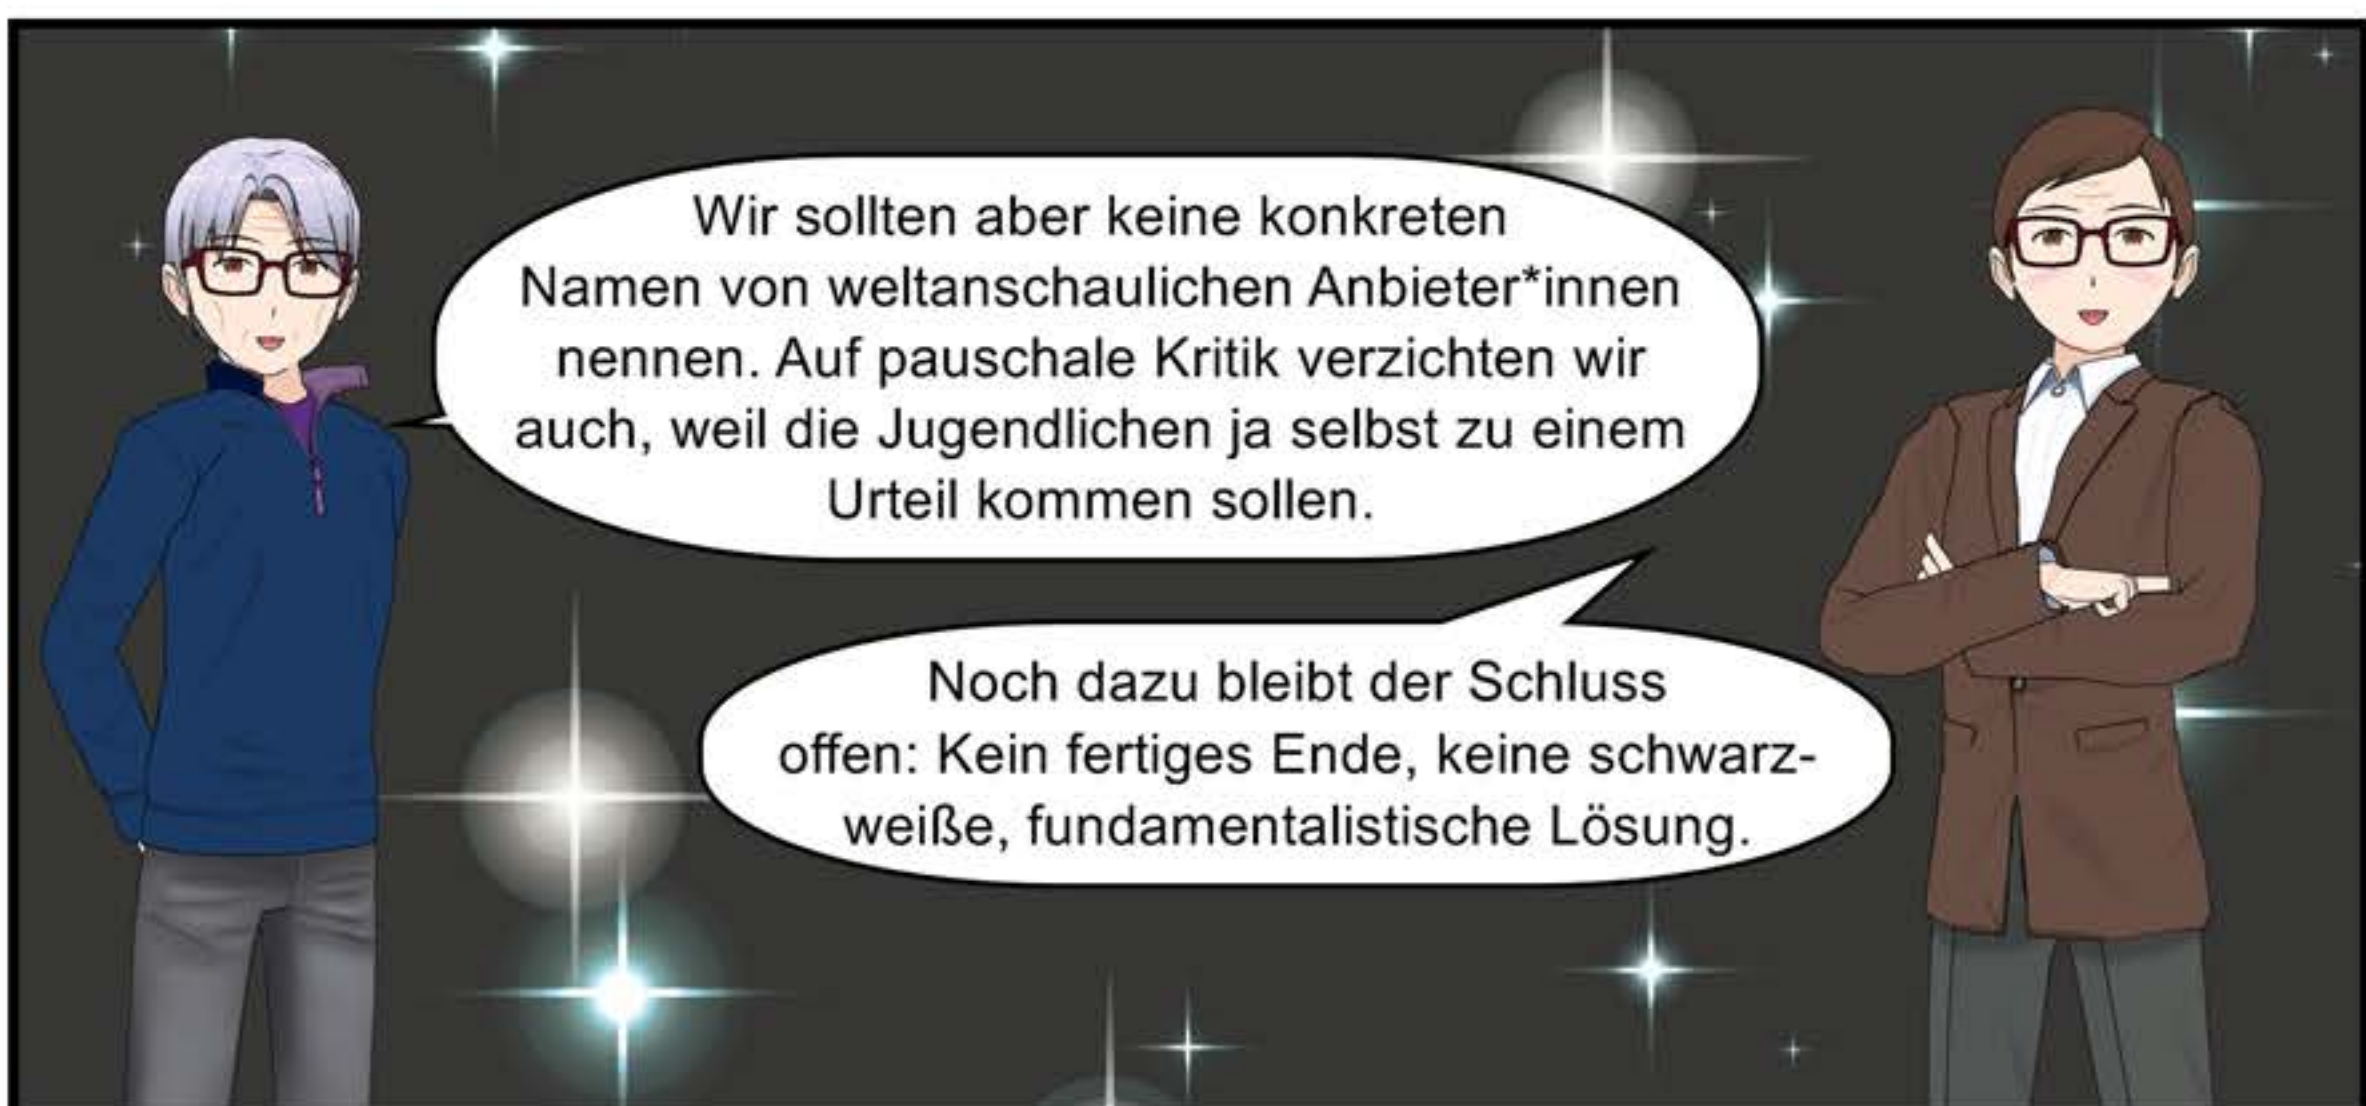 Wir sollten aber keine konkreten
Namen von weltanschaulichen Anbieter*innen
nennen. Auf pauschale Kritik verzichten wir
auch, weil die Jugendlichen ja selbst zu einem
Urteil kommen sollen.
Noch dazu bleibt der Schluss
offen: Kein fertiges Ende, keine schwarz-
weiße, fundamentalistische Lösung.